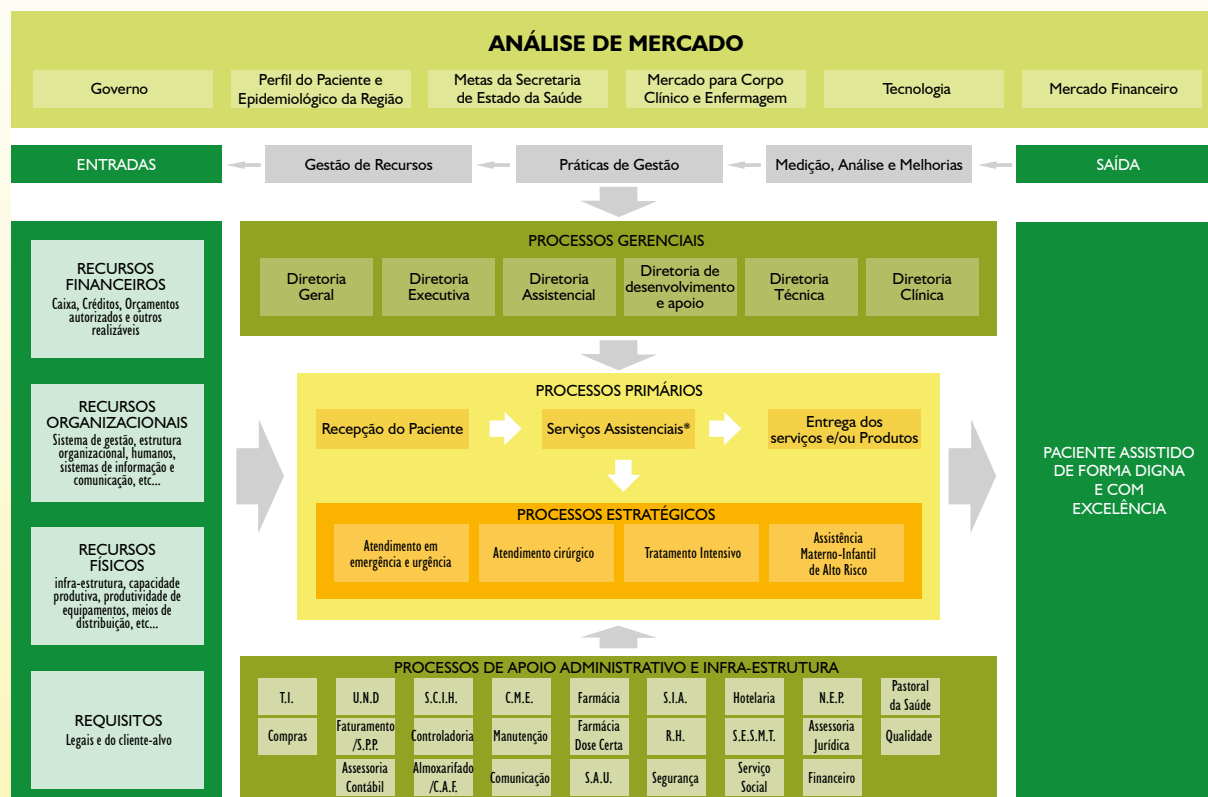 ANÁLISE DE MERCADO
Governo
Perfil do Paciente e
Epidemiológico da Região
Metas da Secretaria
de Estado da Saúde
Mercado para Corpo
Clínico e Enfermagem
Tecnologia
Mercado Financeiro
ENTRADAS
Gestão de Recursos
Práticas de Gestão
Medição, Análise e Melhorias
SAÍDA
RECURSOS
FINANCEIROS
Caixa, Créditos, Orçamentos
autorizados e outros
realizáveis
RECURSOS
ORGANIZACIONAIS
Sistema de gestão, estrutura
organizacional, humanos,
sistemas de informação e
comunicação, etc...
RECURSOS
FÍSICOS
infra-estrutura, capacidade
produtiva, produtividade de
equipamentos, meios de
distribuição, etc...
REQUISITOS
Legais e do cliente-alvo
PROCESSOS GERENCIAIS
Diretoria
Geral
Diretoria
Executiva
Diretoria
Assistencial
Diretoria de
desenvolvimento
e apoio
Diretoria
Técnica
Diretoria
Clínica
PROCESSOS PRIMÁRIOS
Recepção do Paciente
Serviços Assistenciais*
Entrega dos
serviços e/ou Produtos
PROCESSOS ESTRATÉGICOS
Atendimento em
emergência e urgência
Atendimento cirúrgico
Tratamento Intensivo
Assistência
Materno-Infantil
de Alto Risco
PROCESSOS DE APOIO ADMINISTRATIVO E INFRA-ESTRUTURA
T.I.
U.N.D
S.C.I.H.
C.M.E.
Farmácia
S.I.A.
Hotelaria
N.E.P.
Pastoral
da Saúde
Compras
Faturamento
/S.P.P.
Controladoria
Manutenção
Farmácia
Dose Certa
R.H.
S.E.S.M.T.
Assessoria
Jurídica
Qualidade
Assessoria
Contábil
Almoxarifado
/C.A.F.
Comunicação
S.A.U.
Segurança
Serviço
Social
Financeiro
PACIENTE ASSISTIDO
DE FORMA DIGNA
E COM
EXCELÊNCIA